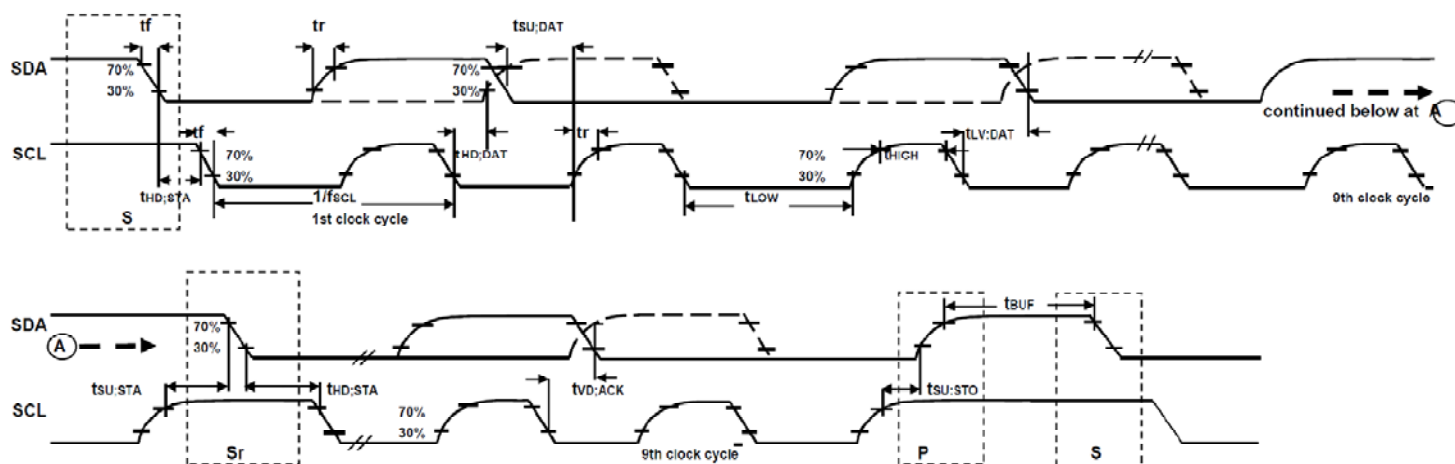 tf tr tSU;DAT
SDA 70% 70%
30% 30%
continued below at A
tf tHD;DAT tr tLV:DAT
SCL 70% 70% tHIGH
30% 30%
tHD;STA 1/fSCL tLOW
S 1st clock cycle 9th clock cycle
tBUF
SDA 70%
A 30%
tSU;STA tHD;STA tVD;ACK tSU;STO
SCL 70%
30%
Sr 9th clock cycle P S